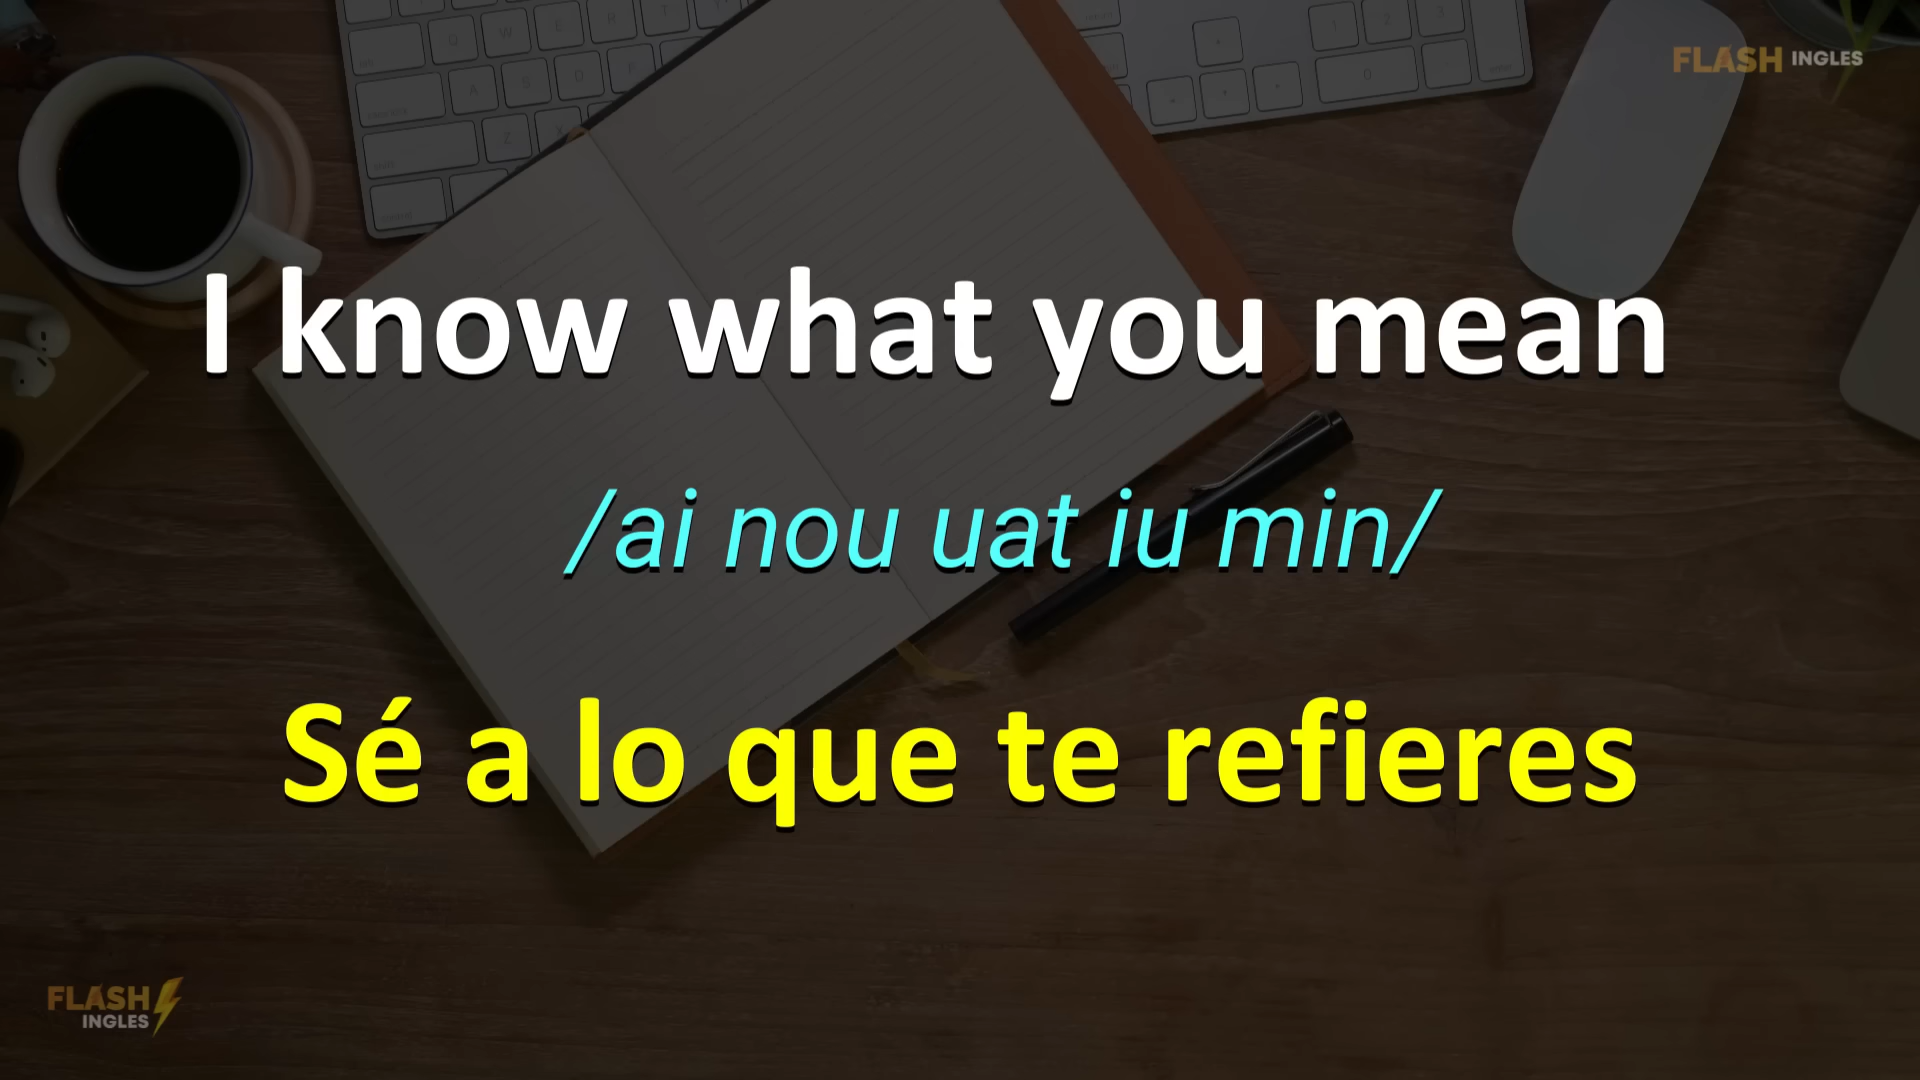 FLASH INGLES
I know what you mean
/ai nou uat iu min/
Sé a lo que te refieres
FLASH
INGLES